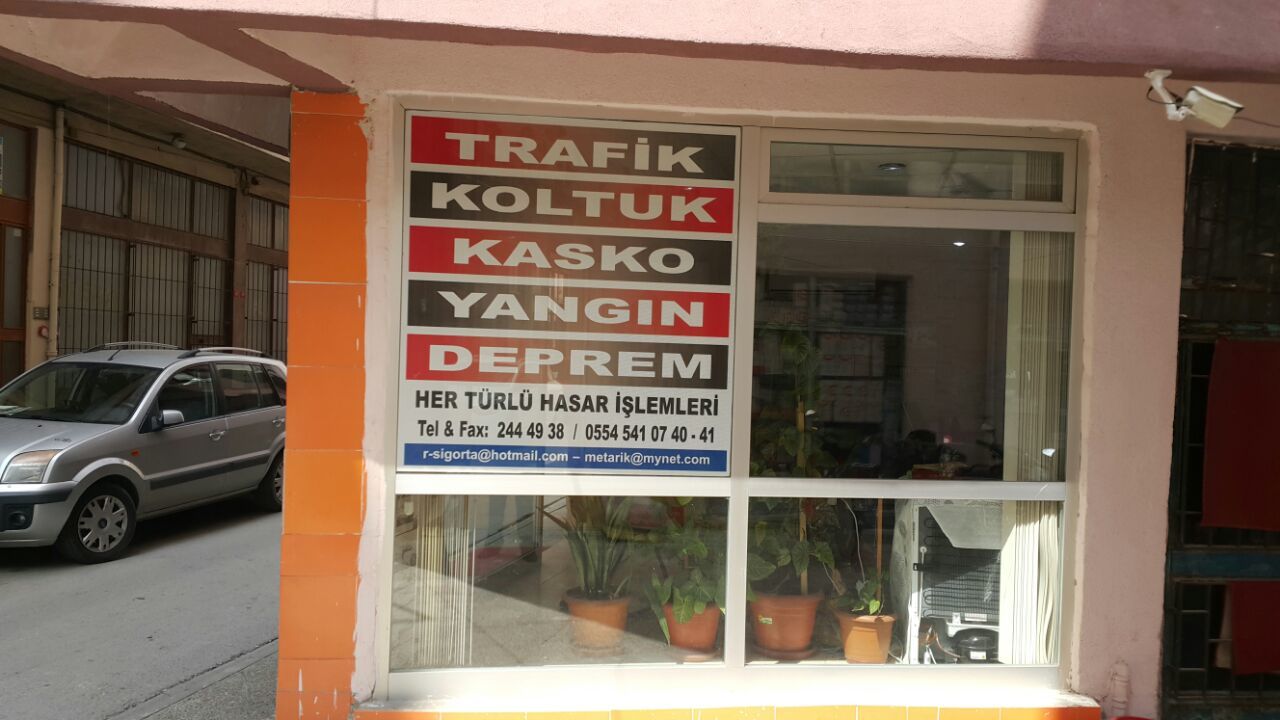 TRAFİK
KOLTUK
KASKO
YANGIN
DEPREM
HER TÜRLÜ HASAR İŞLEMLERİ
Tel & Fax: 244 49 38 / 0554 541 07 40 - 41
r-sigorta@hotmail.com – metarik@mynet.com